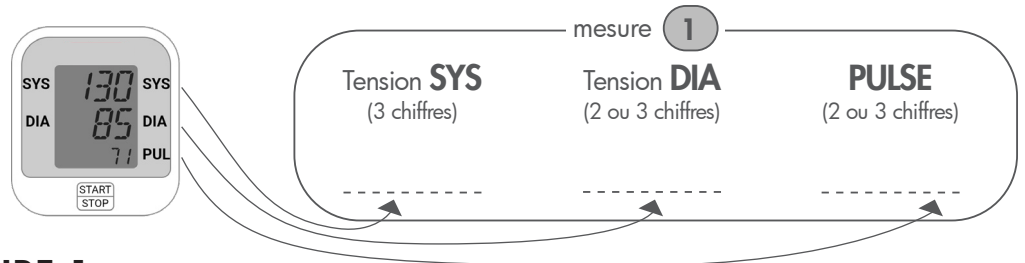 mesure 1
SYS 130 SYS
DIA 85 DIA
71 PUL
START
STOP
Tension SYS
(3 chiffres)
Tension DIA
(2 ou 3 chiffres)
PULSE
(2 ou 3 chiffres)